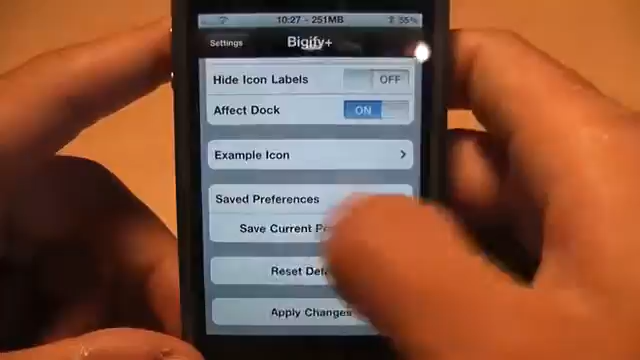 10:27 - 251MB 55%
Settings Bigify+
Hide Icon Labels OFF
Affect Dock ON
Example Icon
Saved Preferences
Save Current
Reset
Apply Changes